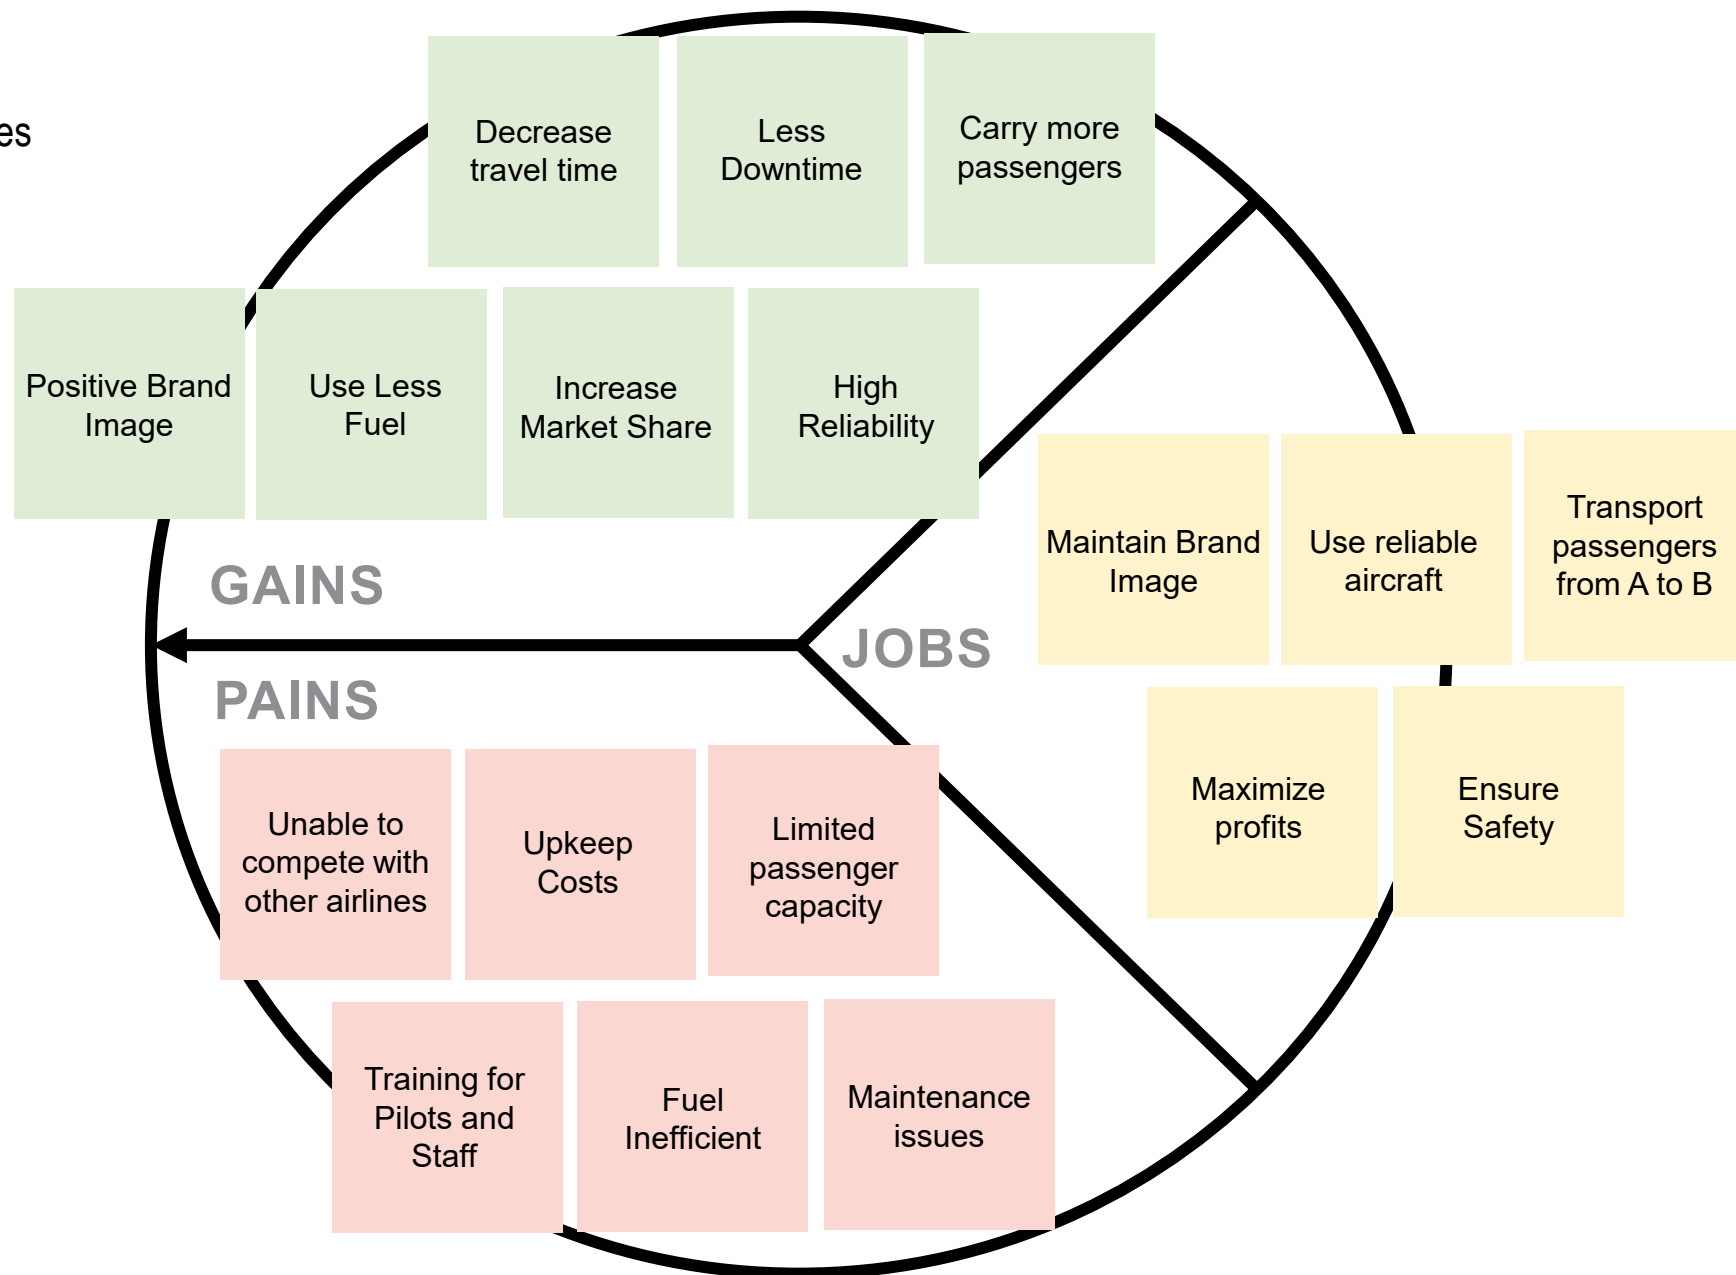 es
Decrease
travel time
Less
Downtime
Carry more
passengers
Positive Brand
Image
Use Less
Fuel
Increase
Market Share
High
Reliability
GAINS
JOBS
Maintain Brand
Image
Use reliable
aircraft
Transport
passengers
from A to B
Maximize
profits
Ensure
Safety
PAINS
Unable to
compete with
other airlines
Upkeep
Costs
Limited
passenger
capacity
Training for
Pilots and
Staff
Fuel
Inefficient
Maintenance
issues